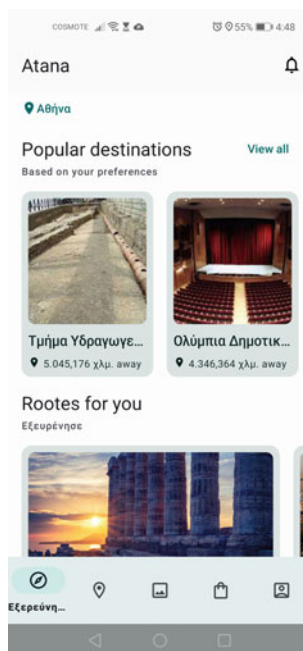 COSMOTE 55% 4:48
Atana
Αθήνα
Popular destinations View all
Based on your preferences
Τμήμα Υδραγωγε... Ολύμπια Δημοτικ...
5.045,176 χλμ. away 4.346,364 χλμ. away
Rootes for you
Εξευρένησε
Εξερεύνη...